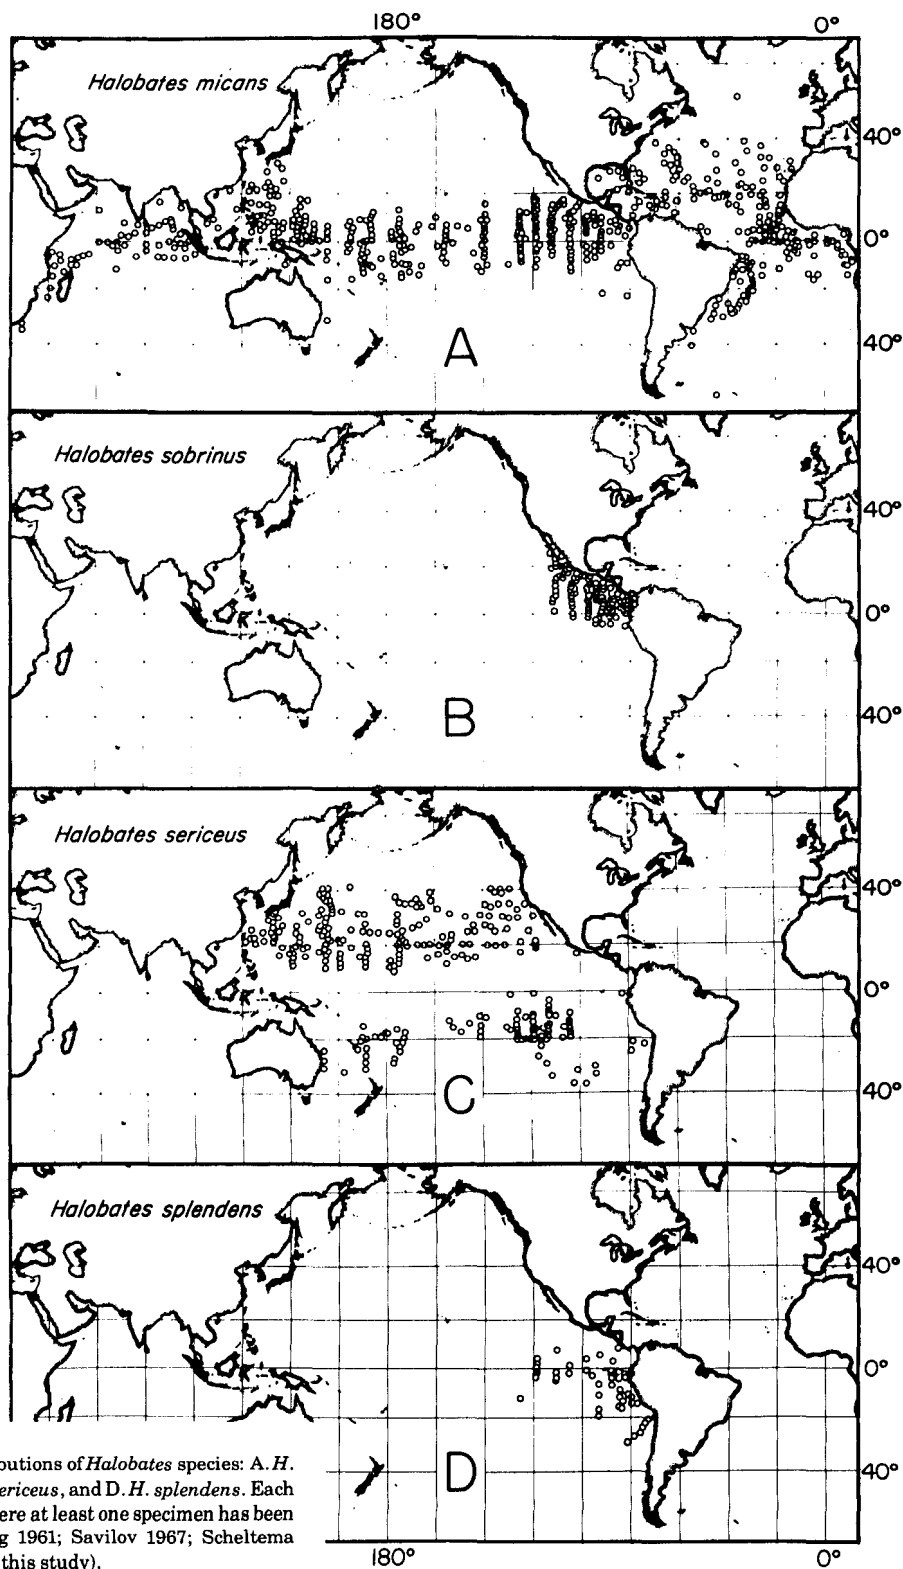 180° 0°
Halobates micans
40°
0°
40°
A
Halobates sobrinus
40°
0°
40°
B
Halobates sericeus
40°
0°
40°
C
Halobates splendens
40°
0°
40°
D
butions of Halobates species: A. H.
ericeus, and D. H. splendens. Each
ere at least one specimen has been
g 1961; Savilov 1967; Scheltema
this study).
180° 0°